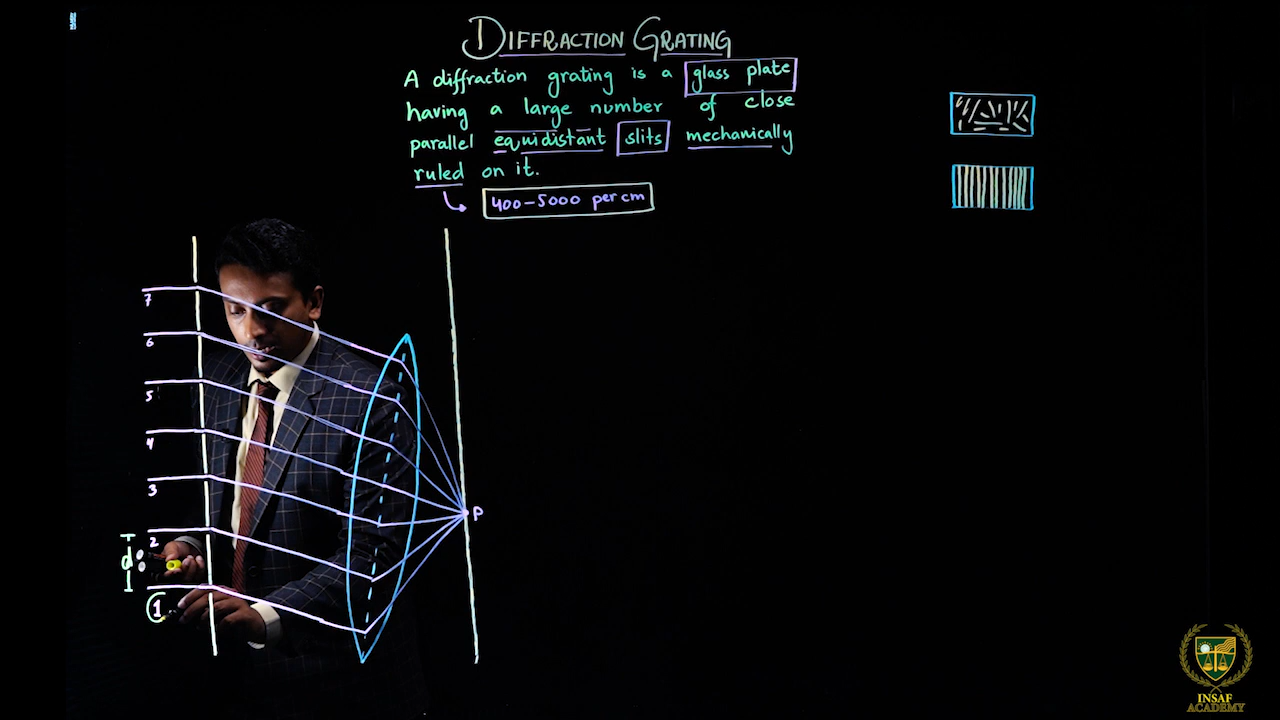 DIFFRACTION GRATING
A diffraction grating is a glass plate
having a large number of close
parallel equidistant slits mechanically
ruled on it.
400-5000 per cm
7
6
5
4
3
2
d
1
P
INSAF
ACADEMY